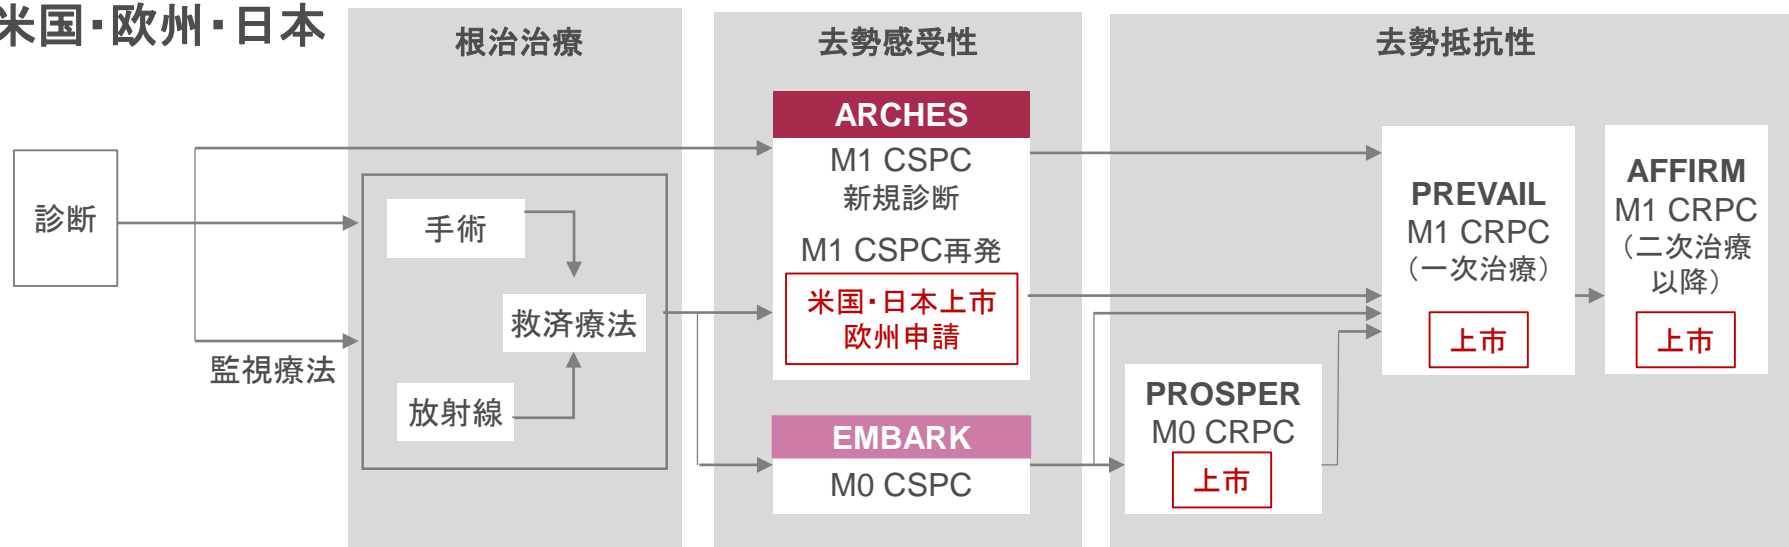 米国・欧州・日本
根治治療
去勢感受性
去勢抵抗性
診断
監視療法
手術
救済療法
放射線
ARCHES
M1 CSPC
新規診断
M1 CSPC再発
米国・日本上市
欧州申請
EMBARK
M0 CSPC
PROSPER
M0 CRPC
上市
PREVAIL
M1 CRPC
（一次治療）
上市
AFFIRM
M1 CRPC
（二次治療
以降）
上市